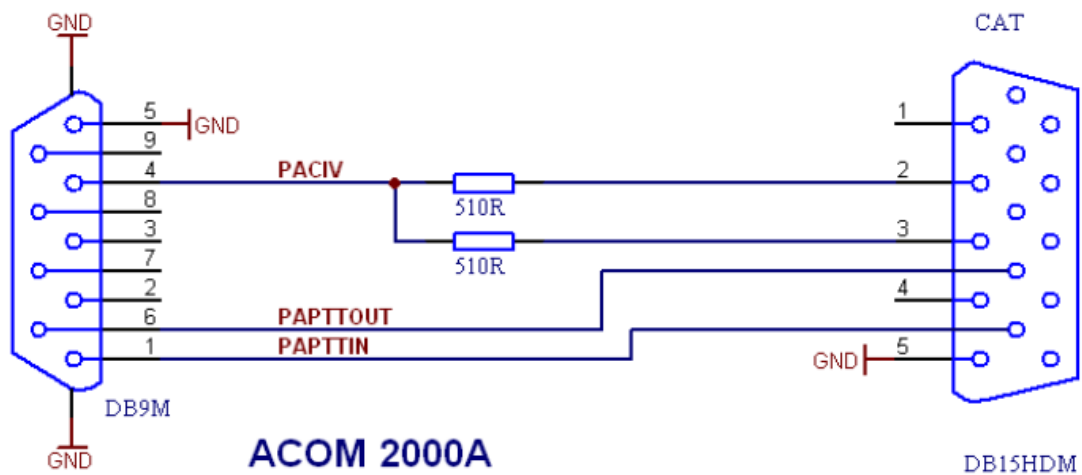 GND
CAT
5
GND
9
4
PACIV
8
510R
3
510R
7
2
6
PAPTTOUT
1
PAPTTIN
1
2
3
4
GND
5
DB9M
GND
ACOM 2000A
DB15HDM